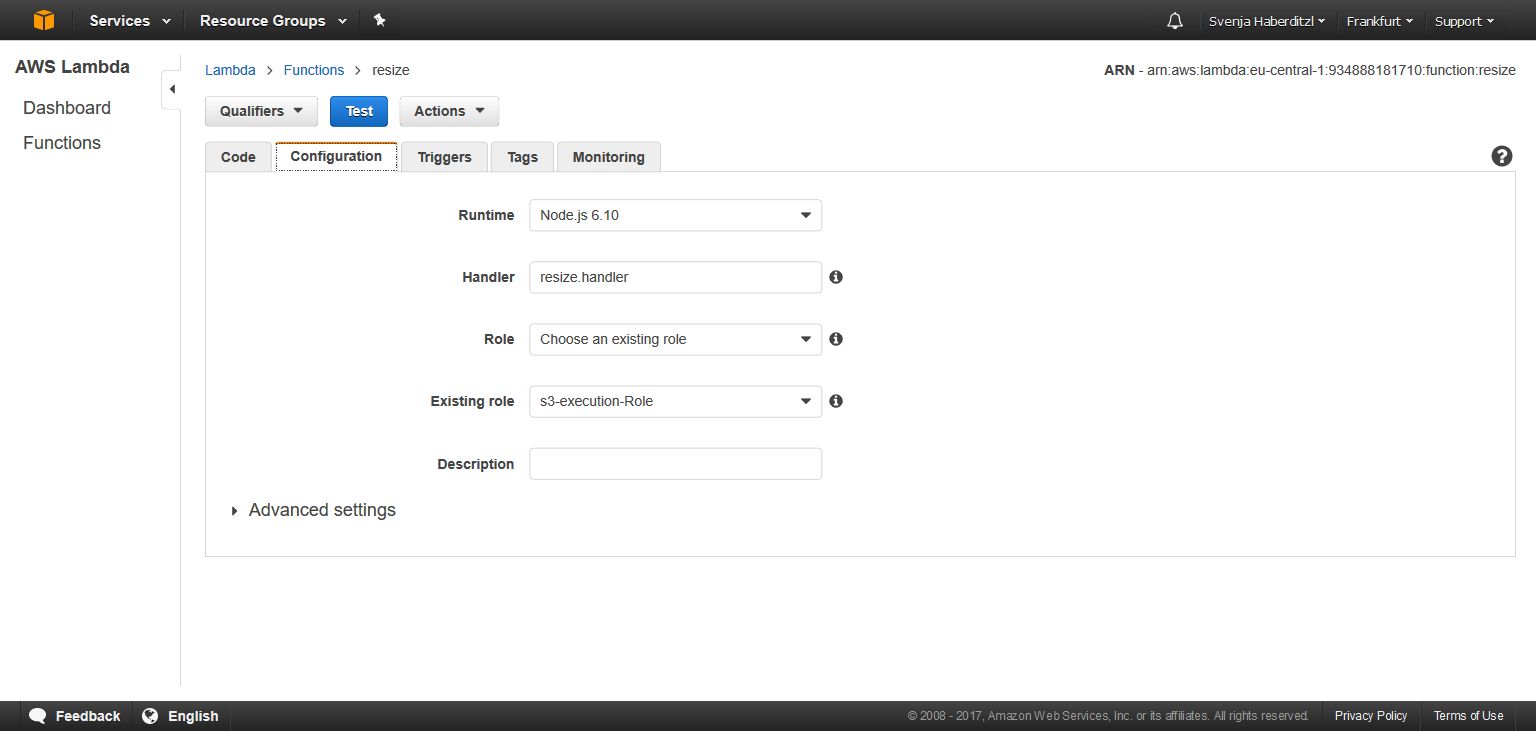 Services Resource Groups Svenja Haberditzl Frankfurt Support
AWS Lambda
Dashboard
Functions
Lambda > Functions > resize
ARN - arn:aws:lambda:eu-central-1:934888181710:function:resize
Qualifiers Test Actions
Code Configuration Triggers Tags Monitoring
Runtime Node.js 6.10
Handler resize.handler
Role Choose an existing role
Existing role s3-execution-Role
Description
Advanced settings
Feedback English © 2008 - 2017, Amazon Web Services, Inc. or its affiliates. All rights reserved. Privacy Policy Terms of Use